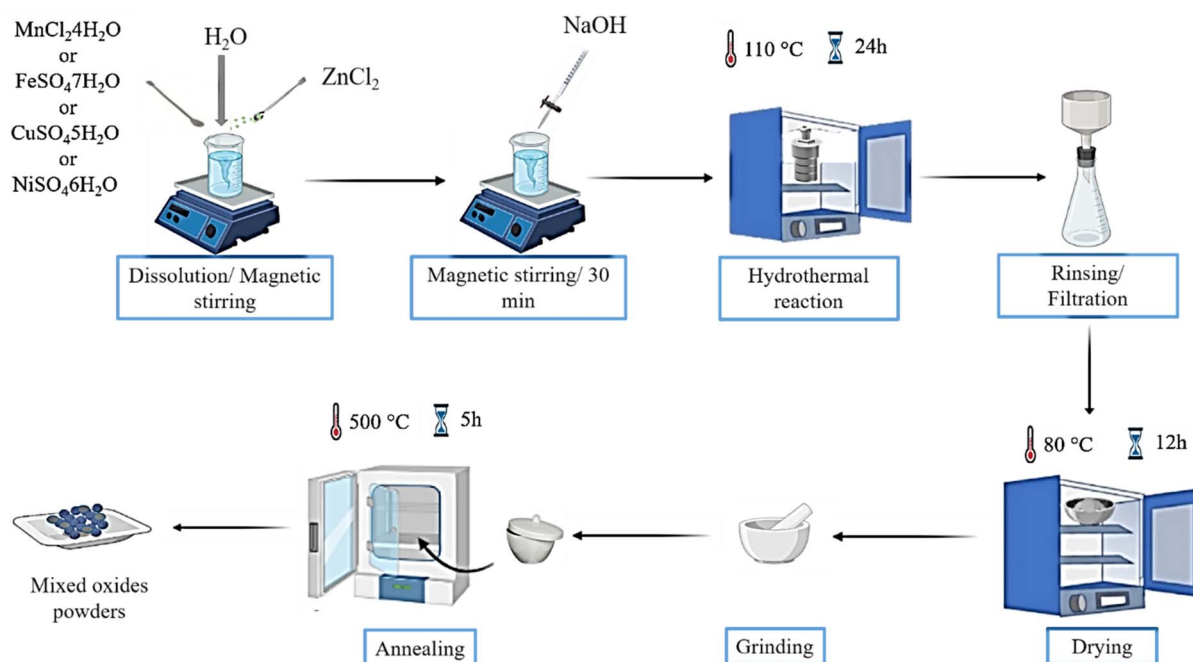 MnCl₂4H₂O
or
FeSO₄7H₂O
or
CuSO₄5H₂O
or
NiSO₄6H₂O
H₂O
ZnCl₂
Dissolution/ Magnetic
stirring
NaOH
Magnetic stirring/ 30
min
110 °C
24h
Hydrothermal
reaction
Rinsing/
Filtration
80 °C
12h
Drying
Grinding
500 °C
5h
Annealing
Mixed oxides
powders